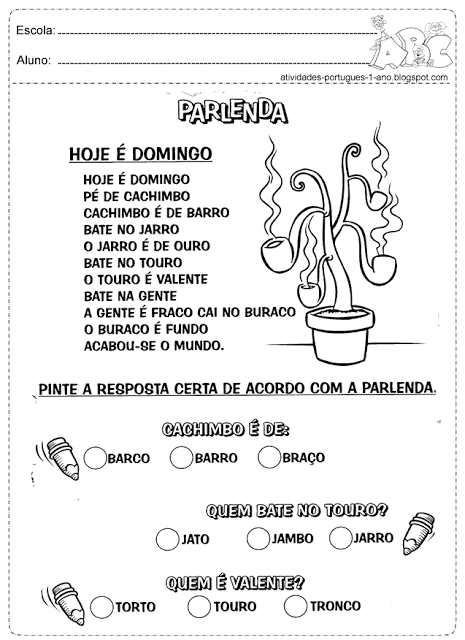 Escola:
Aluno:
ABC
atividades-portugues-1-ano.blogspot.com
PARLENDA
HOJE É DOMINGO
HOJE É DOMINGO
PÉ DE CACHIMBO
CACHIMBO É DE BARRO
BATE NO JARRO
O JARRO É DE OURO
BATE NO TOURO
O TOURO É VALENTE
BATE NA GENTE
A GENTE É FRACO CAI NO BURACO
O BURACO É FUNDO
ACABOU-SE O MUNDO.
PINTE A RESPOSTA CERTA DE ACORDO COM A PARLENDA.
CACHIMBO É DE:
BARCO BARRO BRAÇO
QUEM BATE NO TOURO?
JATO JAMBO JARRO
QUEM É VALENTE?
TORTO TOURO TRONCO